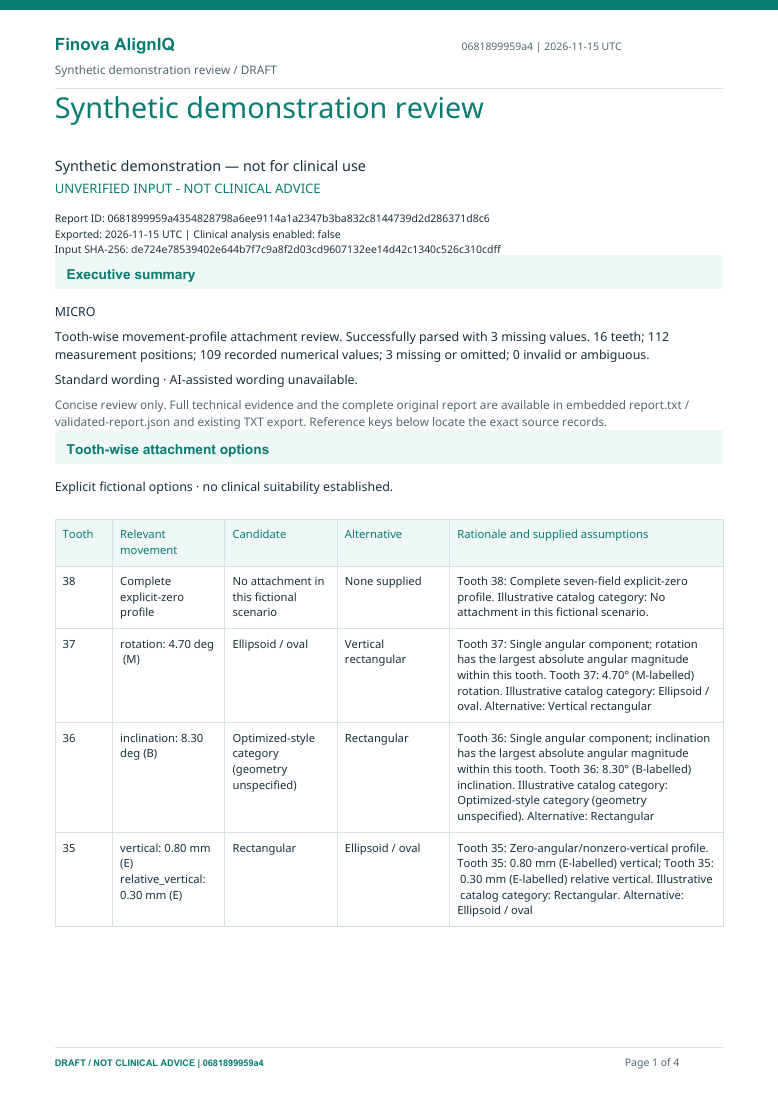 Finova AlignIQ
0681899959a4 | 2026-11-15 UTC
Synthetic demonstration review / DRAFT
Synthetic demonstration review
Synthetic demonstration — not for clinical use
UNVERIFIED INPUT - NOT CLINICAL ADVICE
Report ID: 0681899959a4354828798a6ee9114a1a2347b3ba832c8144739d2d286371d8c6
Exported: 2026-11-15 UTC | Clinical analysis enabled: false
Input SHA-256: de724e78539402e644b7f7c9a8f2d03cd9607132ee14d42c1340c526c310cdff
Executive summary
MICRO
Tooth-wise movement-profile attachment review. Successfully parsed with 3 missing values. 16 teeth; 112
measurement positions; 109 recorded numerical values; 3 missing or omitted; 0 invalid or ambiguous.
Standard wording · AI-assisted wording unavailable.
Concise review only. Full technical evidence and the complete original report are available in embedded report.txt /
validated-report.json and existing TXT export. Reference keys below locate the exact source records.
Tooth-wise attachment options
Explicit fictional options · no clinical suitability established.
Tooth
Relevant
movement
Candidate
Alternative
Rationale and supplied assumptions
38
Complete
explicit-zero
profile
No attachment in
this fictional
scenario
None supplied
Tooth 38: Complete seven-field explicit-zero
profile. Illustrative catalog category: No
attachment in this fictional scenario.
37
rotation: 4.70 deg
(M)
Ellipsoid / oval
Vertical
rectangular
Tooth 37: Single angular component; rotation
has the largest absolute angular magnitude
within this tooth. Tooth 37: 4.70° (M-labelled)
rotation. Illustrative catalog category: Ellipsoid /
oval. Alternative: Vertical rectangular
36
inclination: 8.30
deg (B)
Optimized-style
category
(geometry
unspecified)
Rectangular
Tooth 36: Single angular component; inclination
has the largest absolute angular magnitude
within this tooth. Tooth 36: 8.30° (B-labelled)
inclination. Illustrative catalog category:
Optimized-style category (geometry
unspecified). Alternative: Rectangular
35
vertical: 0.80 mm
(E)
relative_vertical:
0.30 mm (E)
Rectangular
Ellipsoid / oval
Tooth 35: Zero-angular/nonzero-vertical profile.
Tooth 35: 0.80 mm (E-labelled) vertical; Tooth 35:
0.30 mm (E-labelled) relative vertical. Illustrative
catalog category: Rectangular. Alternative:
Ellipsoid / oval
DRAFT / NOT CLINICAL ADVICE | 0681899959a4
Page 1 of 4